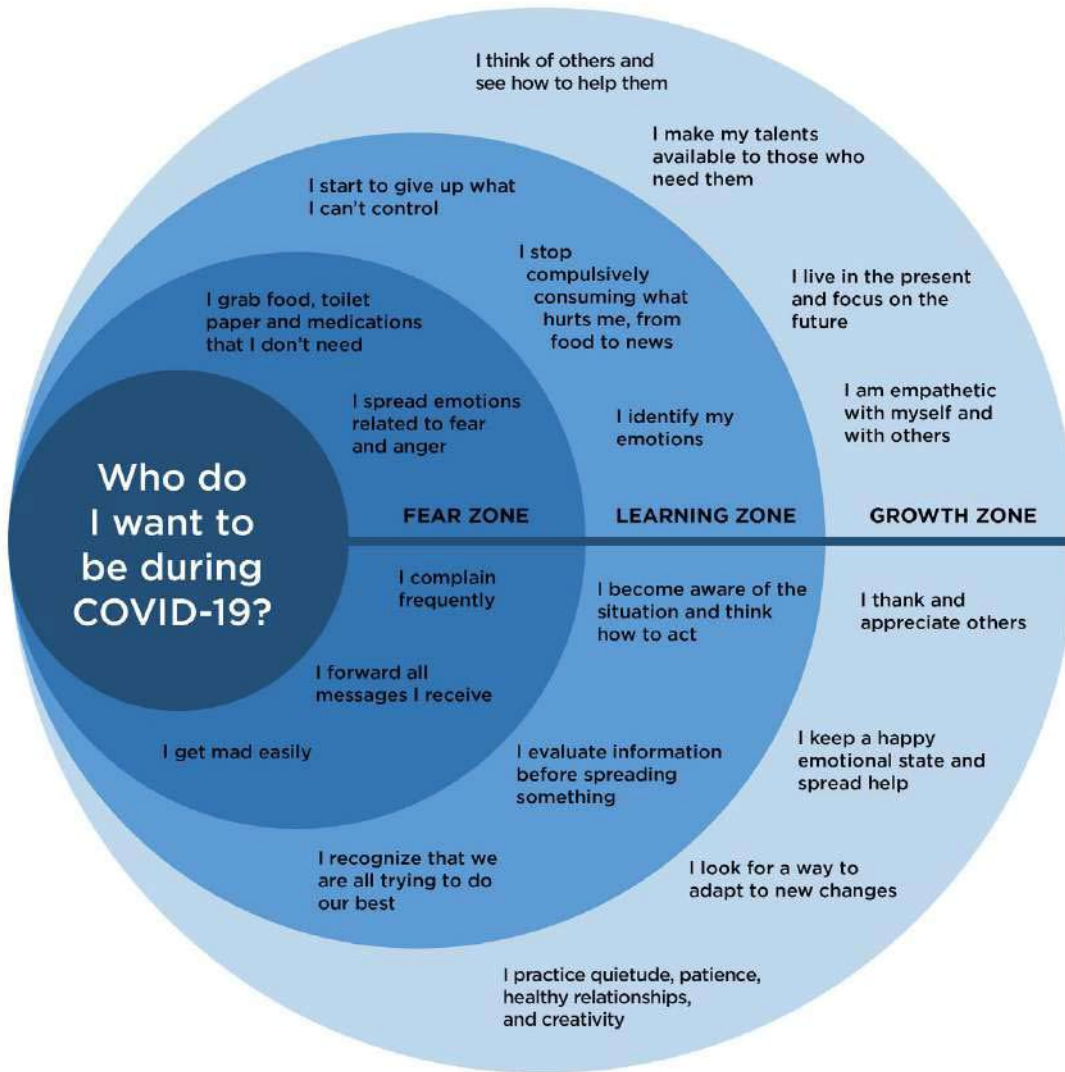 I think of others and
see how to help them
I make my talents
available to those who
need them
I start to give up what
I can't control
I stop
compulsively
consuming what
hurts me, from
food to news
I live in the present
and focus on the
future
I grab food, toilet
paper and medications
that I don't need
I spread emotions
related to fear
and anger
I identify my
emotions
I am empathetic
with myself and
with others
Who do
I want to
be during
COVID-19?
FEAR ZONE
LEARNING ZONE
GROWTH ZONE
I complain
frequently
I become aware of the
situation and think
how to act
I thank and
appreciate others
I forward all
messages I receive
I get mad easily
I evaluate information
before spreading
something
I keep a happy
emotional state and
spread help
I recognize that we
are all trying to do
our best
I look for a way to
adapt to new changes
I practice quietude, patience,
healthy relationships,
and creativity